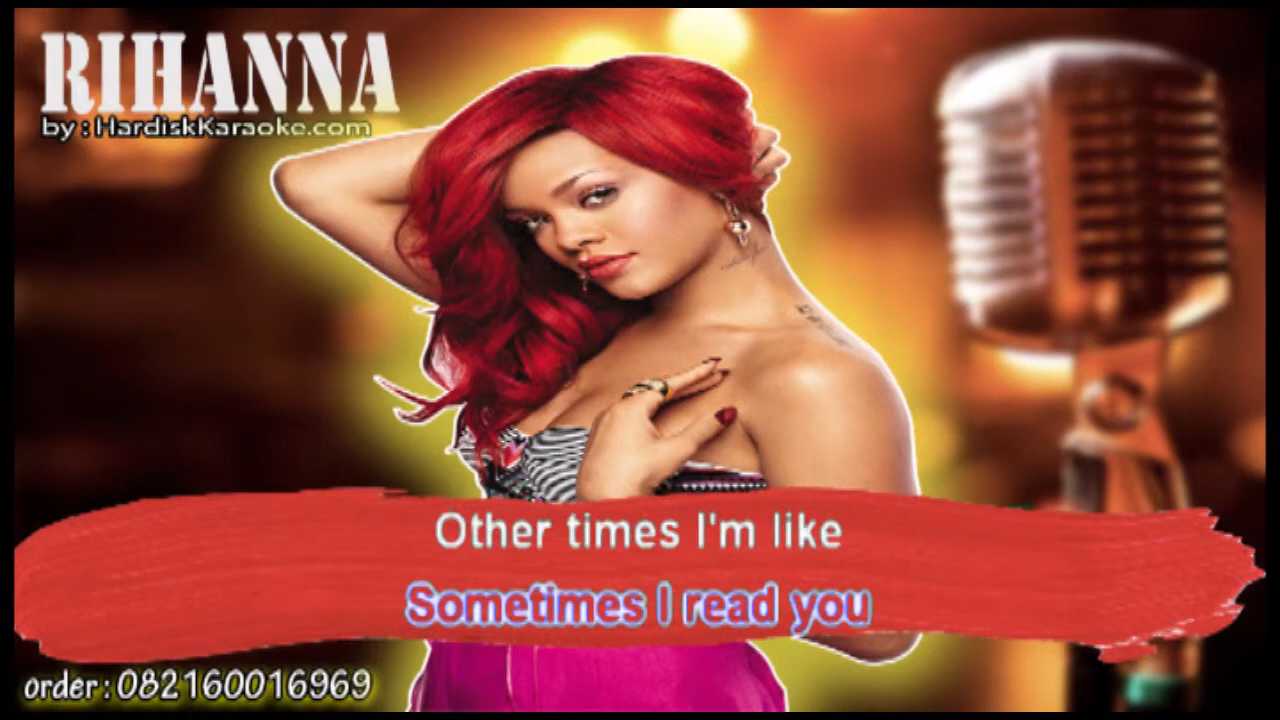 RIHANNA
by : HardiskKaraoke.com
Other times I'm like
Sometimes I read you
order : 082160016969